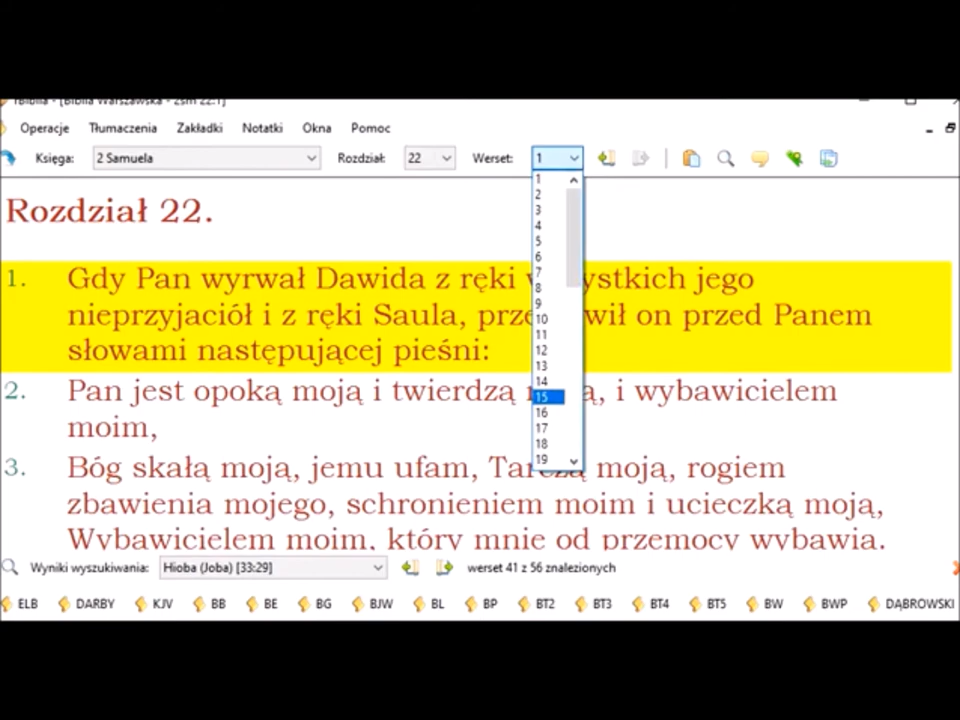 rBiblia - [Biblia Warszawska - 2Sm 22:1]
Operacje Tłumaczenia Zakładki Notatki Okna Pomoc
Księga: 2 Samuela Rozdział: 22 Werset: 1
1
2
3
4
5
6
7
8
9
10
11
12
13
14
15
16
17
18
19
Rozdział 22.
1. Gdy Pan wyrwał Dawida z ręki ystkich jego
nieprzyjaciół i z ręki Saula, prze wił on przed Panem
słowami następującej pieśni:
2. Pan jest opoką moją i twierdzą ą, i wybawicielem
moim,
3. Bóg skałą moją, jemu ufam, Tarczą moją, rogiem
zbawienia mojego, schronieniem moim i ucieczką moją,
Wybawicielem moim, który mnie od przemocy wybawia.
Wyniki wyszukiwania: Hioba (Joba) [33:29] werset 41 z 56 znalezionych
ELB DARBY KJV BB BE BG BJW BL BP BT2 BT3 BT4 BT5 BW BWP DĄBROWSKI